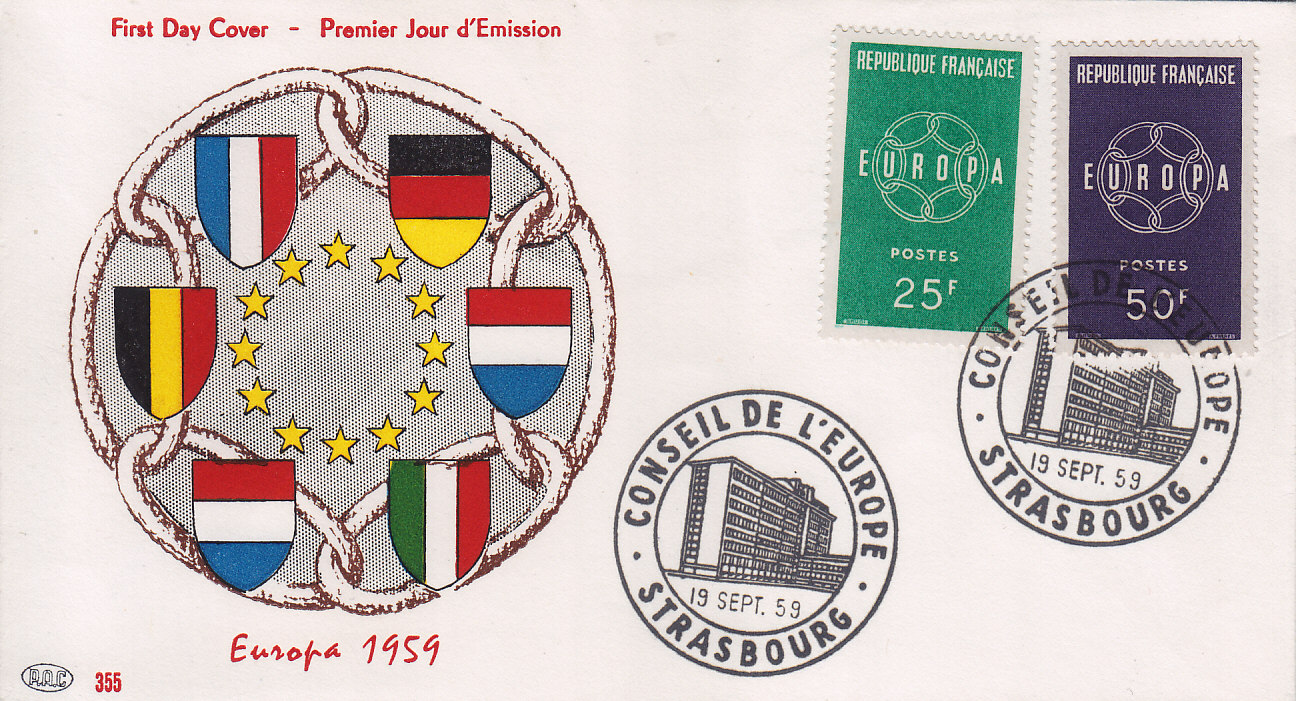 First Day Cover - Premier Jour d'Emission
REPUBLIQUE FRANÇAISE
EUROPA
POSTES
25F
REPUBLIQUE FRANÇAISE
EUROPA
POSTES
50F
CONSEIL DE L'EUROPE
19 SEPT. 59
· STRASBOURG ·
CONSEIL DE L'EUROPE
19 SEPT. 59
· STRASBOURG ·
Europa 1959
P.A.C
355